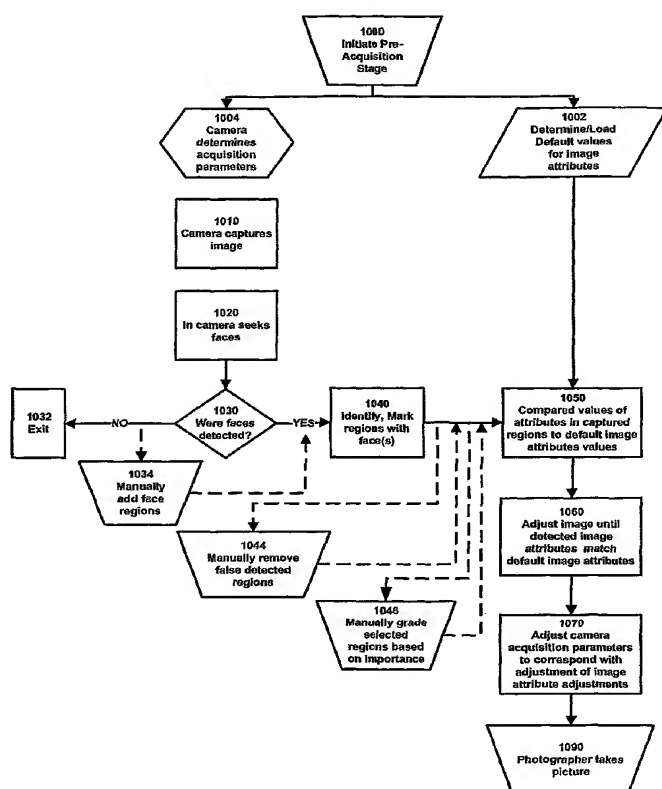 1000
Initiate Pre-
Acquisition
Stage
1004
Camera
determines
acquisition
parameters
1002
Determine/Load
Default values
for image
attributes
1010
Camera captures
image
1020
In camera seeks
faces
1030
Were faces
detected?
NO
YES
1032
Exit
1040
Identify, Mark
regions with
face(s)
1050
Compared values of
attributes in captured
regions to default image
attributes values
1034
Manually
add face
regions
1044
Manually remove
false detected
regions
1046
Manually grade
selected
regions based
on importance
1060
Adjust image until
detected image
attributes match
default image attributes
1070
Adjust camera
acquisition parameters
to correspond with
adjustment of image
attribute adjustments
1090
Photographer takes
picture